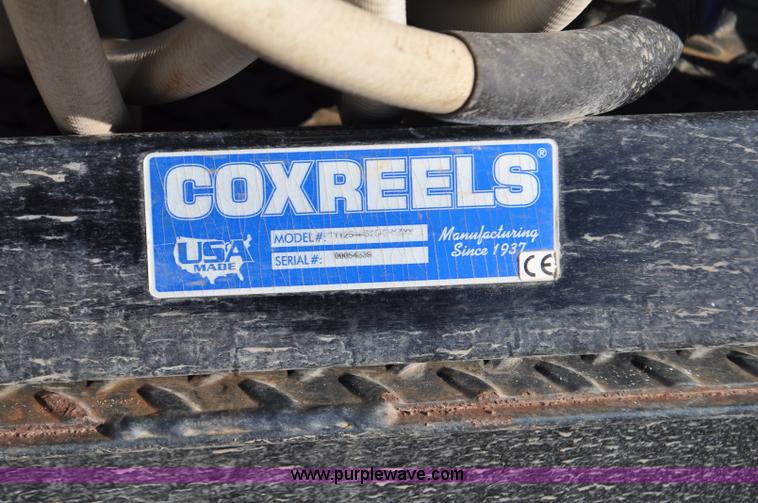 COXREELS®
MODEL#:
USA
MADE
SERIAL#:
Manufacturing
Since 1937
CE
www.purplewave.com